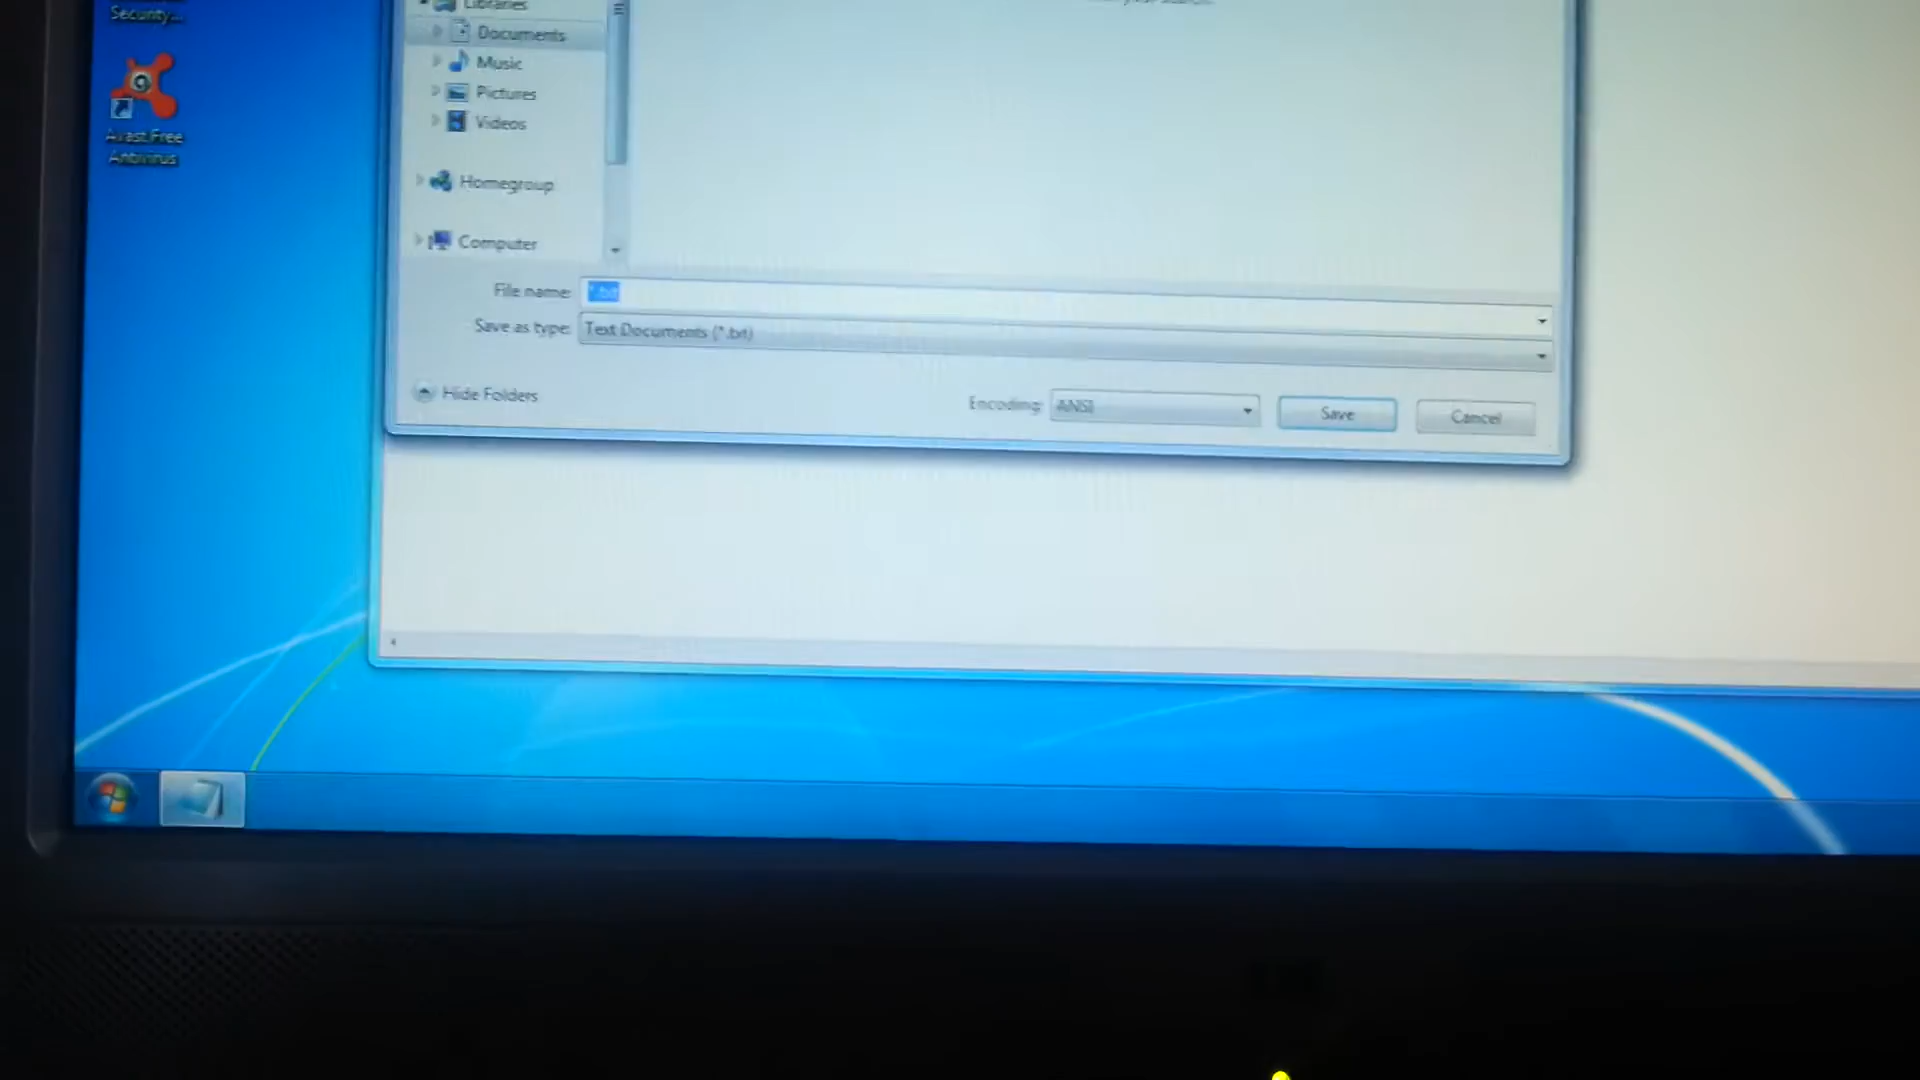 Security...
Avast Free
Antivirus
Libraries
Documents
Music
Pictures
Videos
Homegroup
Computer
File name:
*.txt
Save as type:
Text Documents (*.txt)
Hide Folders
Encoding:
ANSI
Save
Cancel